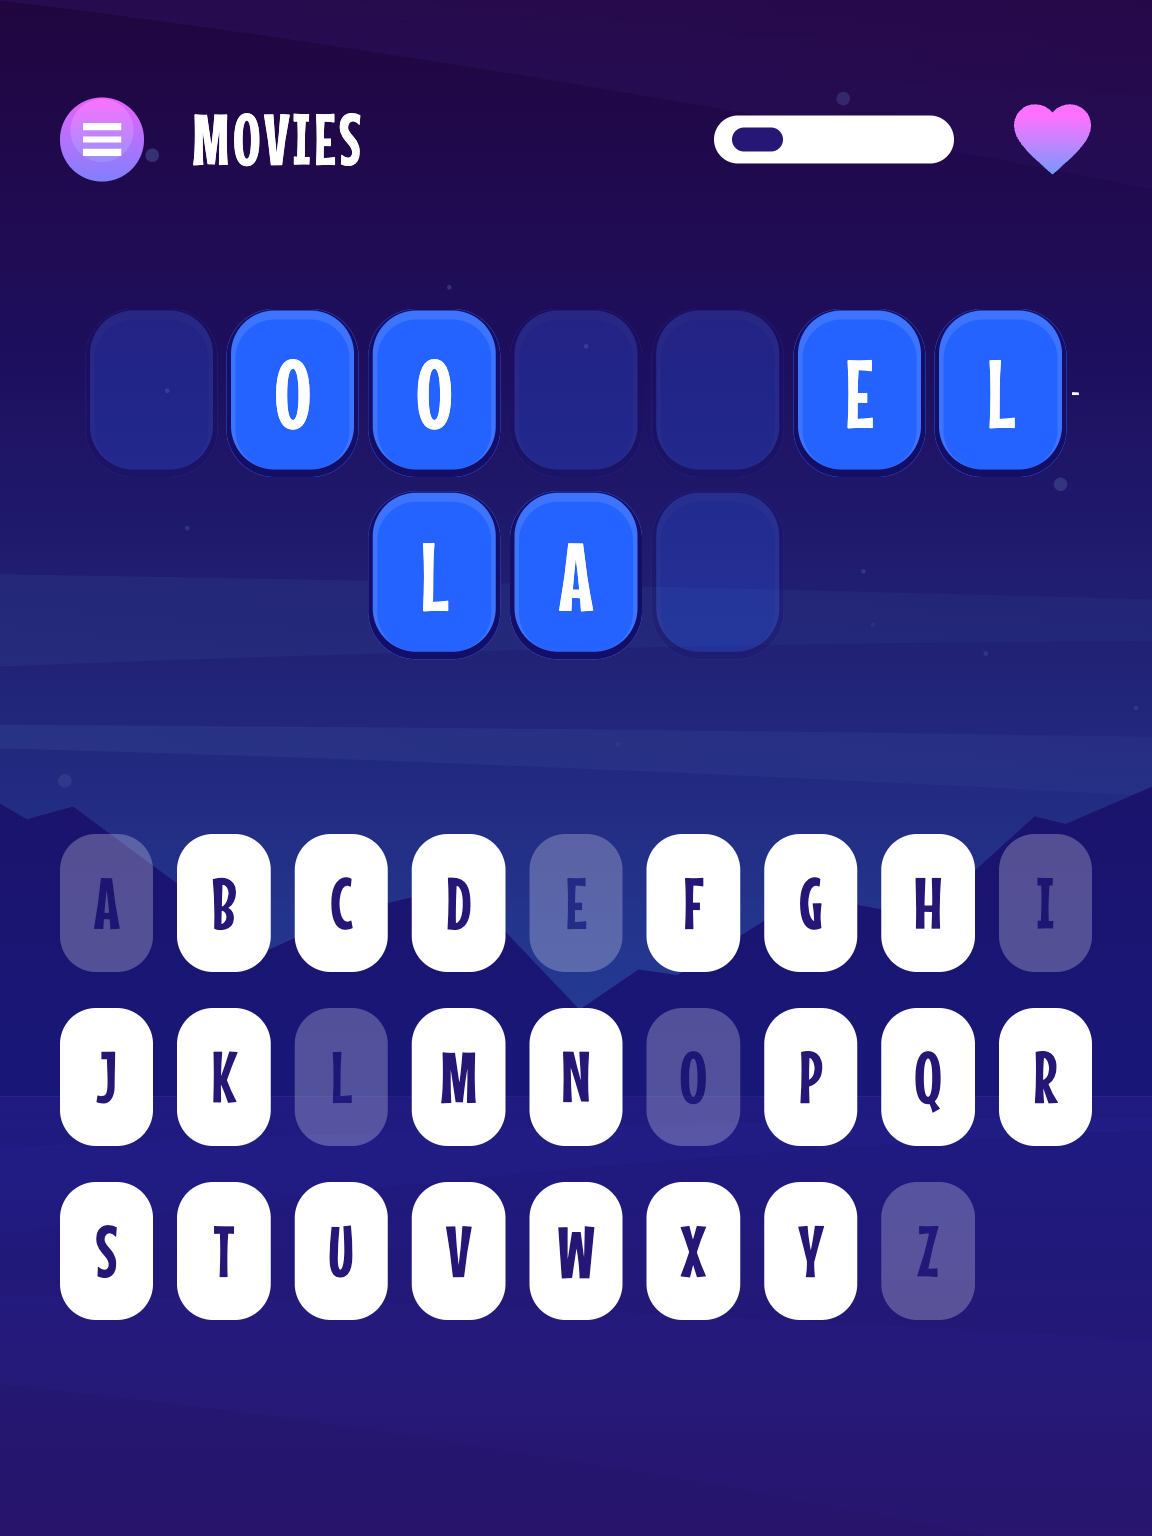 MOVIES
O O E L -
L A
A B C D E F G H I
J K L M N O P Q R
S T U V W X Y Z